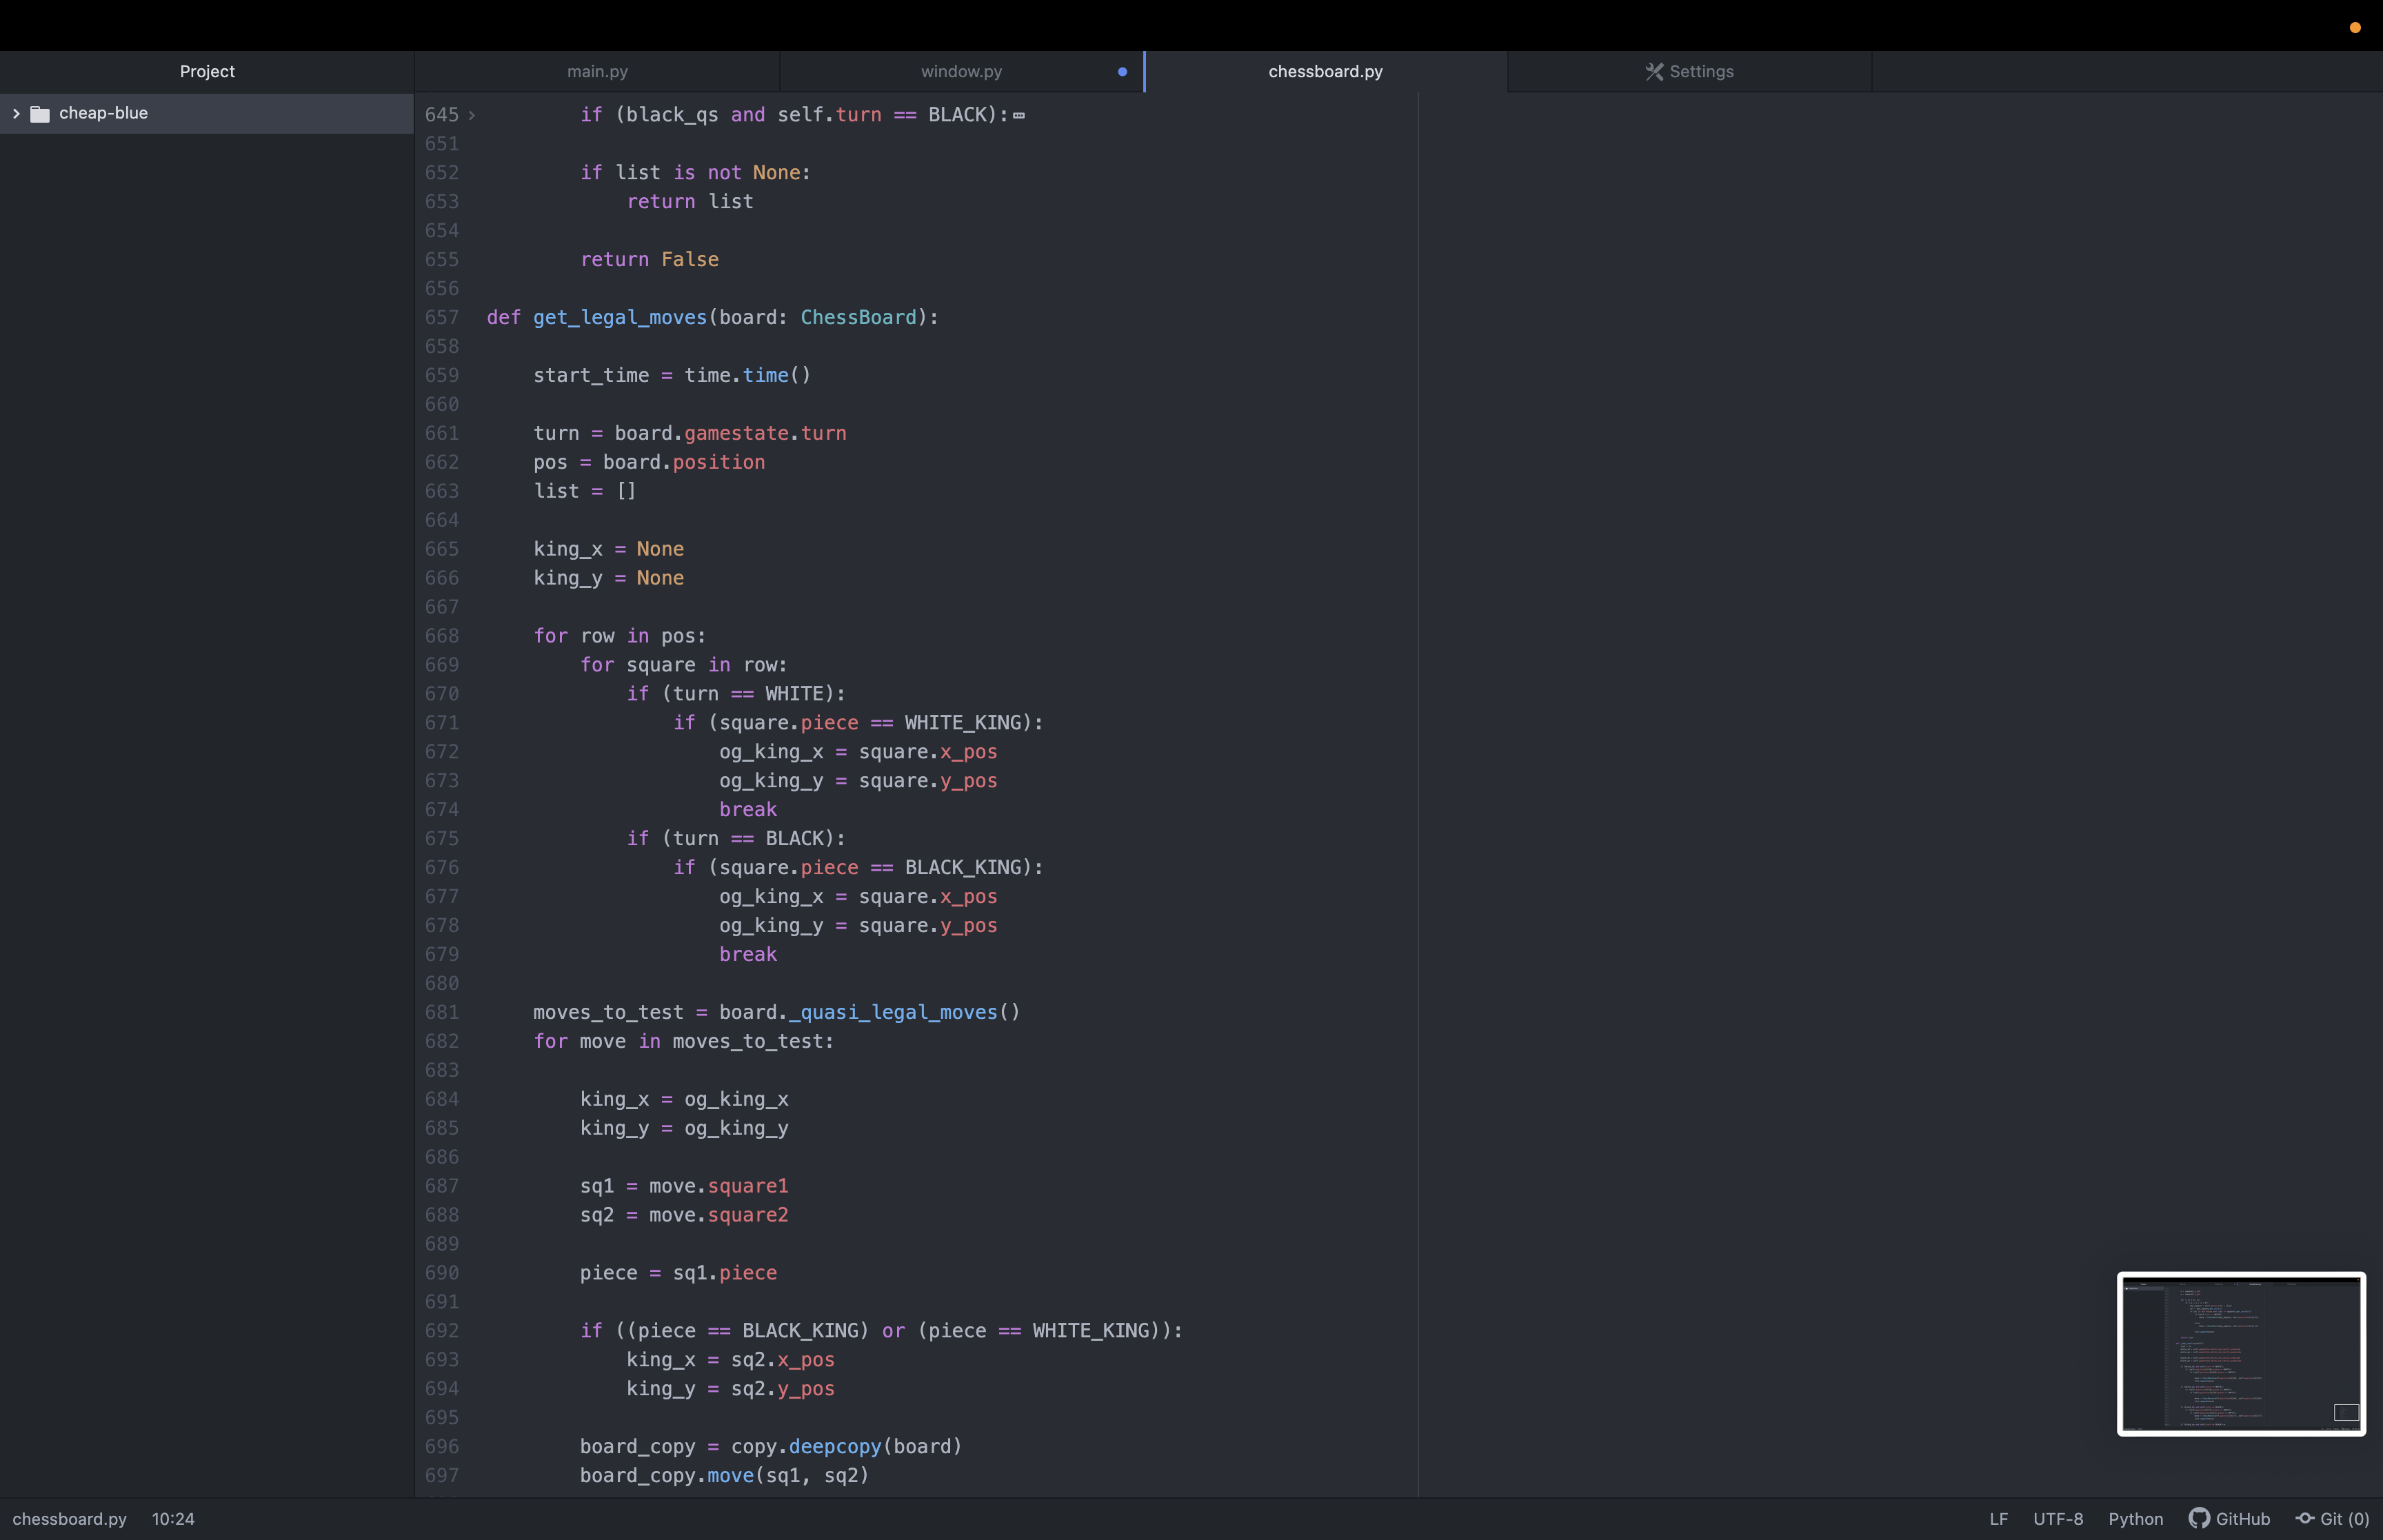 Project
main.py
window.py
chessboard.py
Settings
cheap-blue
645         if (black_qs and self.turn == BLACK):
651
652         if list is not None:
653             return list
654
655         return False
656
657 def get_legal_moves(board: ChessBoard):
658
659     start_time = time.time()
660
661     turn = board.gamestate.turn
662     pos = board.position
663     list = []
664
665     king_x = None
666     king_y = None
667
668     for row in pos:
669         for square in row:
670             if (turn == WHITE):
671                 if (square.piece == WHITE_KING):
672                     og_king_x = square.x_pos
673                     og_king_y = square.y_pos
674                     break
675             if (turn == BLACK):
676                 if (square.piece == BLACK_KING):
677                     og_king_x = square.x_pos
678                     og_king_y = square.y_pos
679                     break
680
681     moves_to_test = board._quasi_legal_moves()
682     for move in moves_to_test:
683
684         king_x = og_king_x
685         king_y = og_king_y
686
687         sq1 = move.square1
688         sq2 = move.square2
689
690         piece = sq1.piece
691
692         if ((piece == BLACK_KING) or (piece == WHITE_KING)):
693             king_x = sq2.x_pos
694             king_y = sq2.y_pos
695
696         board_copy = copy.deepcopy(board)
697         board_copy.move(sq1, sq2)
chessboard.py 10:24 LF UTF-8 Python GitHub Git (0)